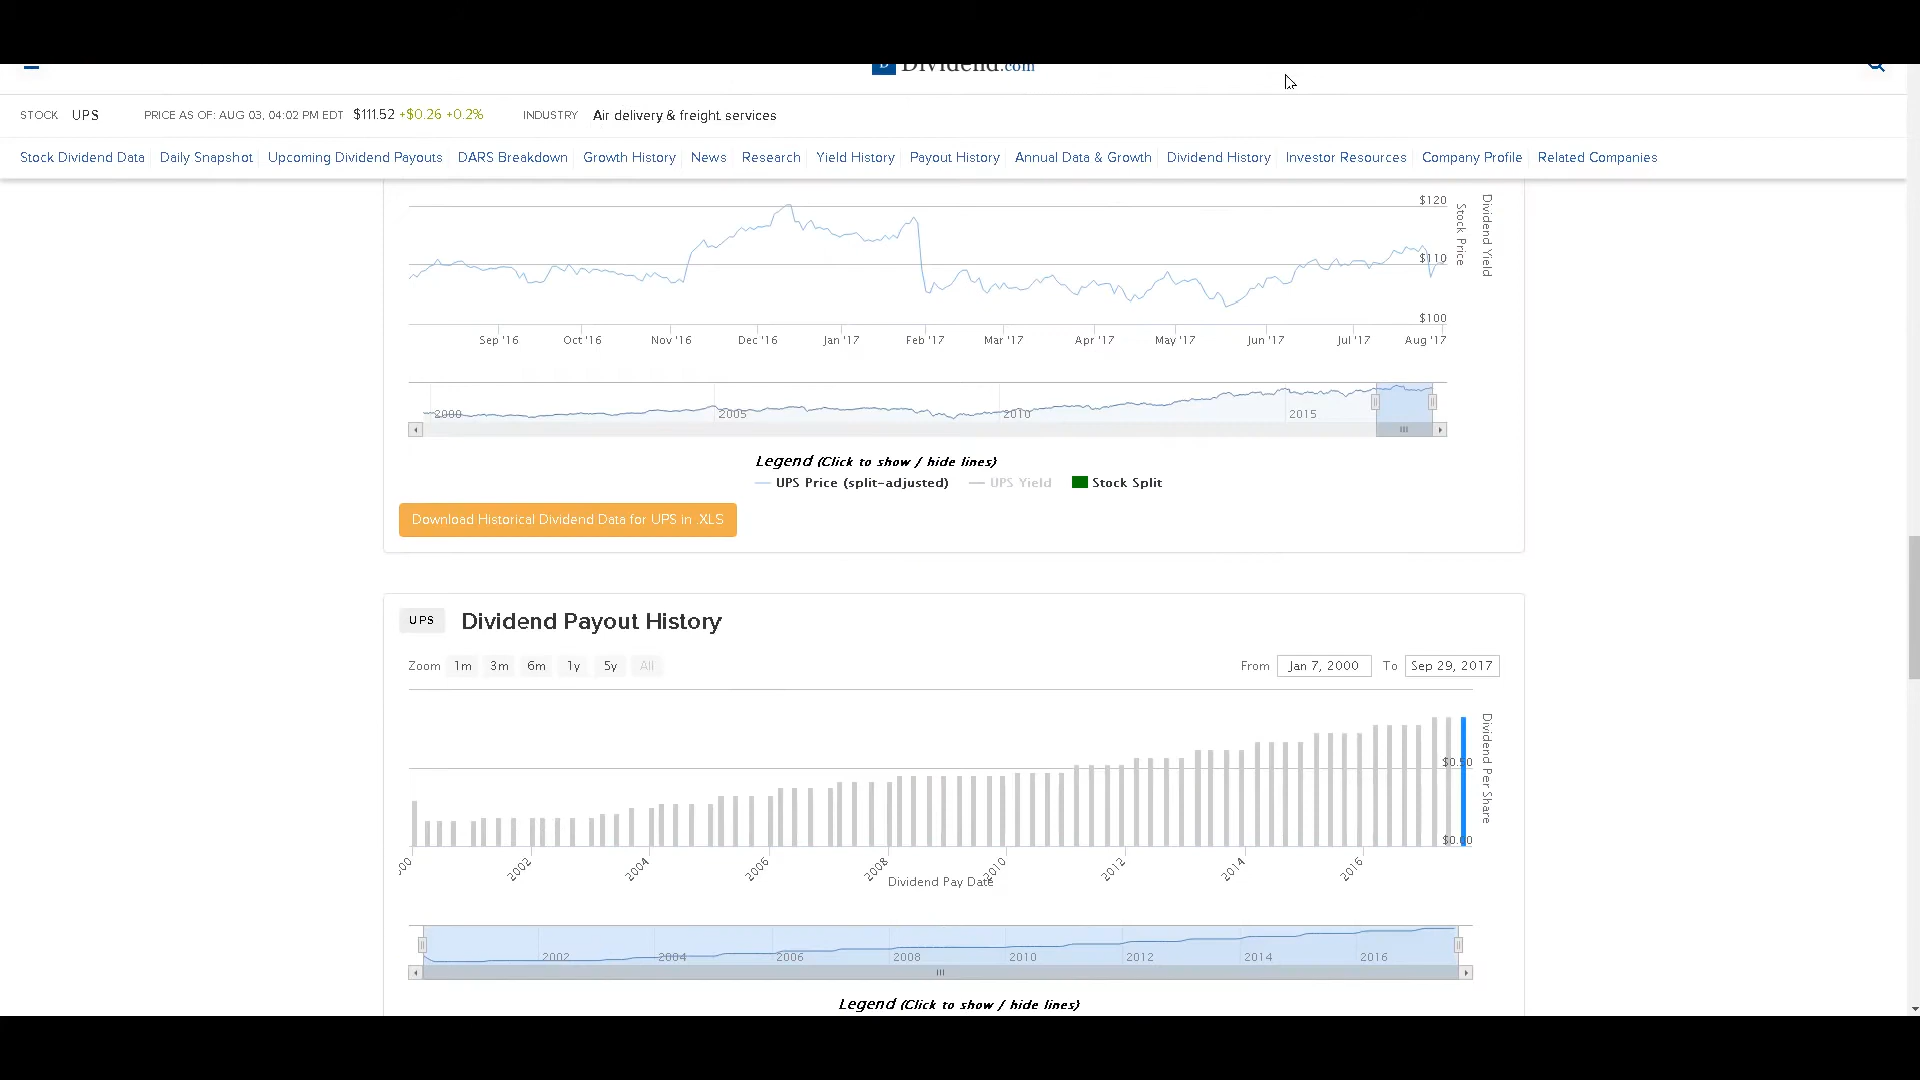 Dividend.com
STOCK UPS PRICE AS OF: AUG 03, 04:02 PM EDT $111.52 +$0.26 +0.2% INDUSTRY Air delivery & freight services
Stock Dividend Data Daily Snapshot Upcoming Dividend Payouts DARS Breakdown Growth History News Research Yield History Payout History Annual Data & Growth Dividend History Investor Resources Company Profile Related Companies
$120
$110
$100
Stock Price
Dividend Yield
Sep '16 Oct '16 Nov '16 Dec '16 Jan '17 Feb '17 Mar '17 Apr '17 May '17 Jun '17 Jul '17 Aug '17
2000 2005 2010 2015
Legend (Click to show / hide lines)
UPS Price (split-adjusted) UPS Yield Stock Split
Download Historical Dividend Data for UPS in .XLS
UPS Dividend Payout History
Zoom 1m 3m 6m 1y 5y All From Jan 7, 2000 To Sep 29, 2017
$0.50
$0.00
Dividend Per Share
2002 2004 2006 2008 2010 2012 2014 2016
Dividend Pay Date
2002 2004 2006 2008 2010 2012 2014 2016
Legend (Click to show / hide lines)